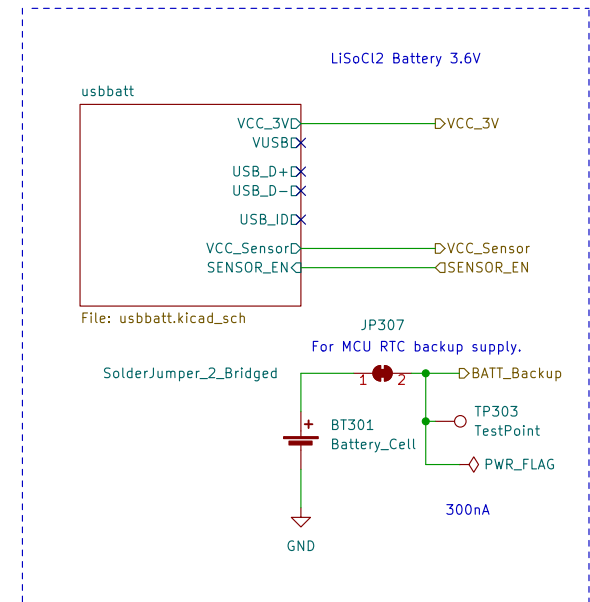 LiSoCl2 Battery 3.6V
usbbatt
VCC_3V
VCC_3V
VUSB
USB_D+
USB_D-
USB_ID
VCC_Sensor
VCC_Sensor
SENSOR_EN
SENSOR_EN
File: usbbatt.kicad_sch
JP307
For MCU RTC backup supply.
SolderJumper_2_Bridged
1
2
BATT_Backup
TP303
TestPoint
+
BT301
Battery_Cell
PWR_FLAG
300nA
GND